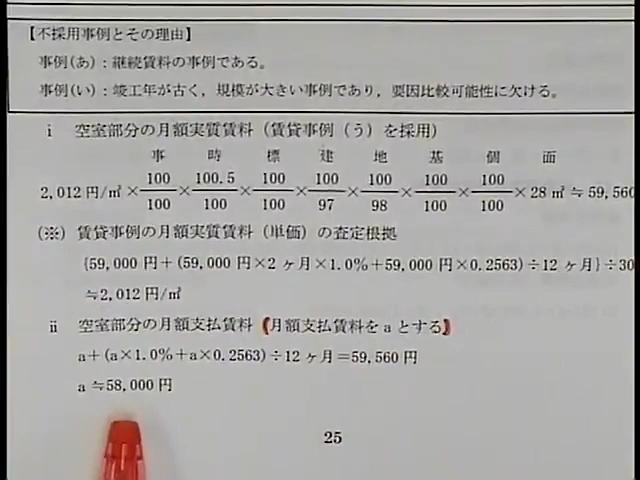 【不採用事例とその理由】
事例(あ)：継続賃料の事例である。
事例(い)：竣工年が古く，規模が大きい事例であり，要因比較可能性に欠ける。
ⅰ 空室部分の月額実質賃料（賃貸事例（う）を採用）
事 時 標 建 地 基 個 面
2,012円/㎡×100/100×100.5/100×100/100×100/97×100/98×100/100×100/100×28㎡≒59,560
(※) 賃貸事例の月額実質賃料（単価）の査定根拠
{59,000円＋(59,000円×2ヶ月×1.0%＋59,000円×0.2563)÷12ヶ月}÷30
≒2,012円/㎡
ⅱ 空室部分の月額支払賃料（月額支払賃料をaとする）
a＋(a×1.0%＋a×0.2563)÷12ヶ月＝59,560円
a≒58,000円
25